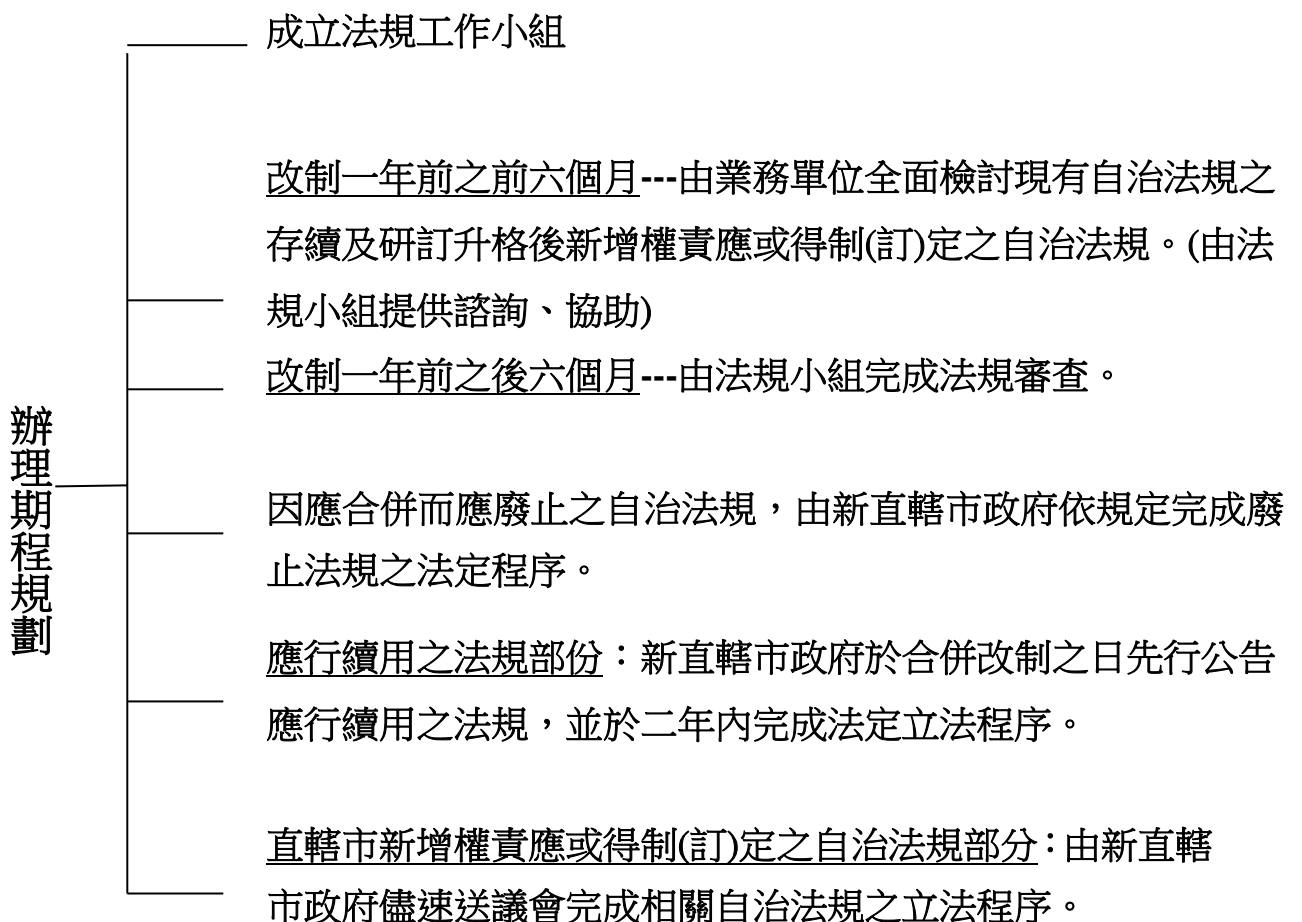 辦理期程規劃
成立法規工作小組
改制一年前之前六個月---由業務單位全面檢討現有自治法規之
存續及研訂升格後新增權責應或得制(訂)定之自治法規。(由法
規小組提供諮詢、協助)
改制一年前之後六個月---由法規小組完成法規審查。
因應合併而應廢止之自治法規，由新直轄市政府依規定完成廢
止法規之法定程序。
應行續用之法規部份：新直轄市政府於合併改制之日先行公告
應行續用之法規，並於二年內完成法定立法程序。
直轄市新增權責應或得制(訂)定之自治法規部分：由新直轄
市政府儘速送議會完成相關自治法規之立法程序。